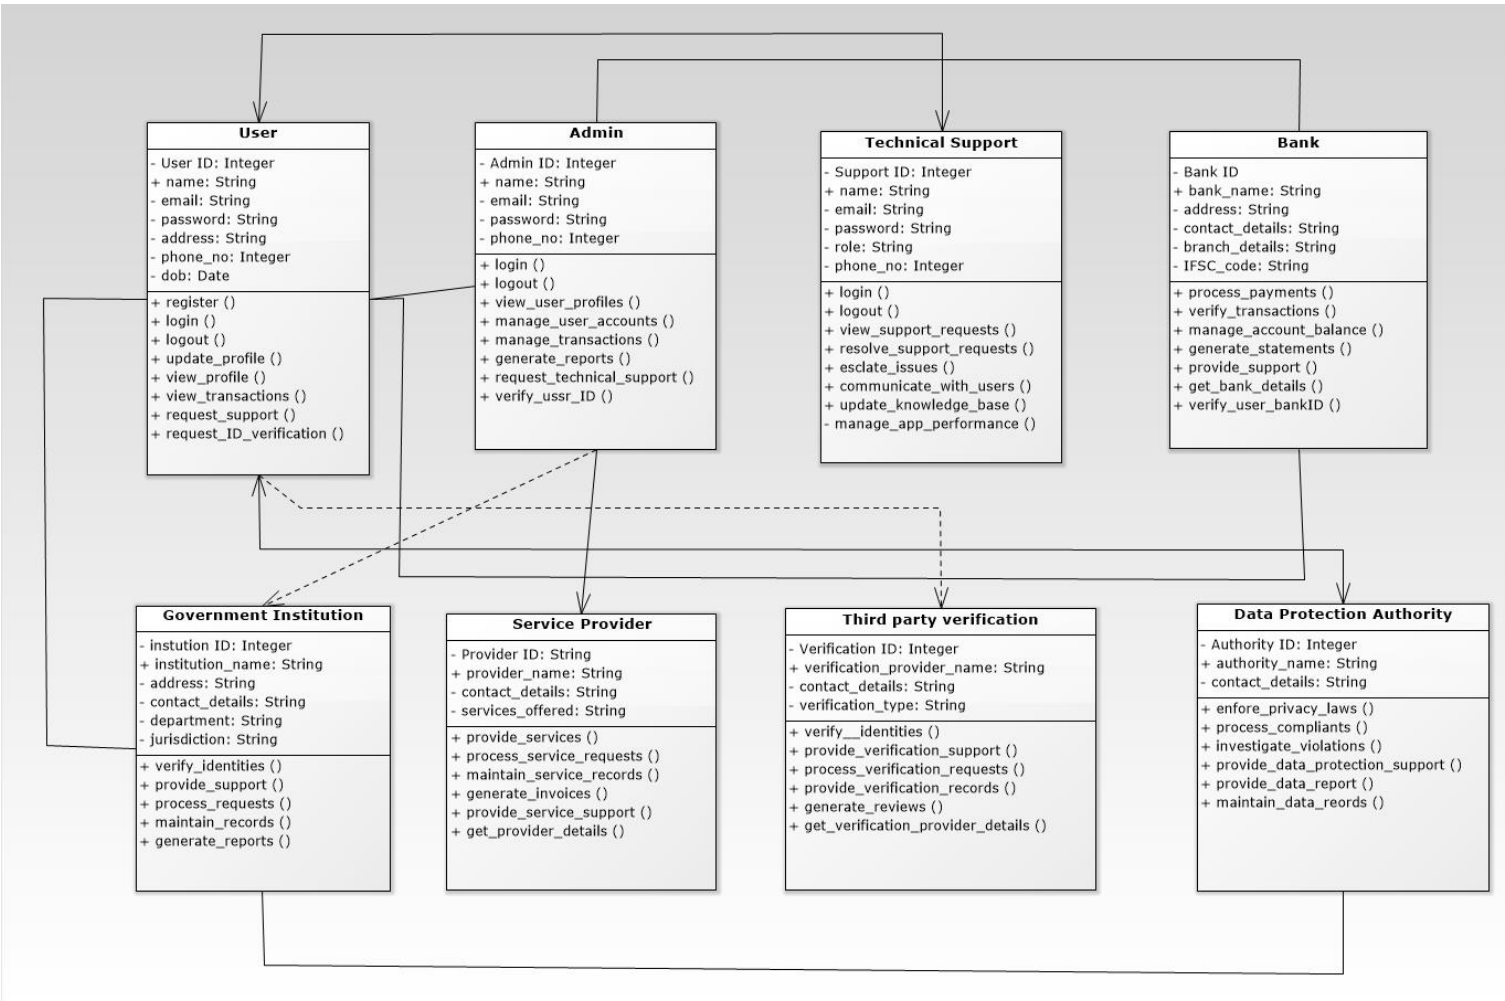 User
- User ID: Integer
+ name: String
- email: String
- password: String
- address: String
- phone_no: Integer
- dob: Date
+ register ()
+ login ()
+ logout ()
+ update_profile ()
+ view_profile ()
+ view_transactions ()
+ request_support ()
+ request_ID_verification ()
Admin
- Admin ID: Integer
+ name: String
- email: String
- password: String
- phone_no: Integer
+ login ()
+ logout ()
+ view_user_profiles ()
+ manage_user_accounts ()
+ manage_transactions ()
+ generate_reports ()
+ request_technical_support ()
+ verify_ussr_ID ()
Technical Support
- Support ID: Integer
+ name: String
- email: String
- password: String
- role: String
- phone_no: Integer
+ login ()
+ logout ()
+ view_support_requests ()
+ resolve_support_requests ()
+ esclate_issues ()
+ communicate_with_users ()
+ update_knowledge_base ()
- manage_app_performance ()
Bank
- Bank ID
+ bank_name: String
- address: String
- contact_details: String
- branch_details: String
- IFSC_code: String
+ process_payments ()
+ verify_transactions ()
+ manage_account_balance ()
+ generate_statements ()
+ provide_support ()
+ get_bank_details ()
+ verify_user_bankID ()
Government Institution
- instution ID: Integer
+ institution_name: String
- address: String
- contact_details: String
- department: String
- jurisdiction: String
+ verify_identities ()
+ provide_support ()
+ process_requests ()
+ maintain_records ()
+ generate_reports ()
Service Provider
- Provider ID: String
+ provider_name: String
- contact_details: String
- services_offered: String
+ provide_services ()
+ process_service_requests ()
+ maintain_service_records ()
+ generate_invoices ()
+ provide_service_support ()
+ get_provider_details ()
Third party verification
- Verification ID: Integer
+ verification_provider_name: String
- contact_details: String
- verification_type: String
+ verify__identities ()
+ provide_verification_support ()
+ process_verification_requests ()
+ provide_verification_records ()
+ generate_reviews ()
+ get_verification_provider_details ()
Data Protection Authority
- Authority ID: Integer
+ authority_name: String
- contact_details: String
+ enfore_privacy_laws ()
+ process_compliants ()
+ investigate_violations ()
+ provide_data_protection_support ()
+ provide_data_report ()
+ maintain_data_reords ()